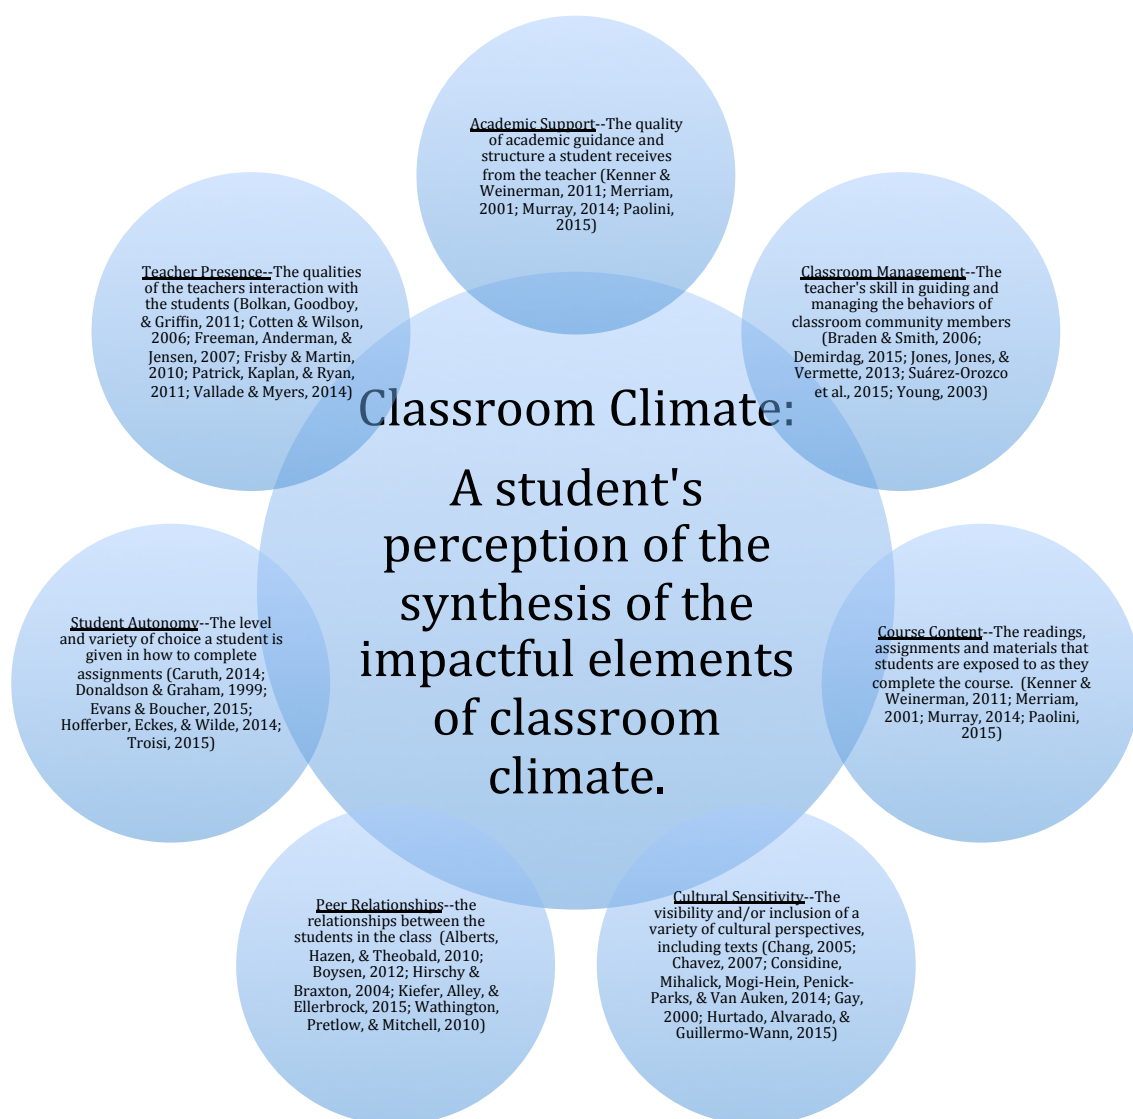 Academic Support--The quality
of academic guidance and
structure a student receives
from the teacher (Kenner &
Weinerman, 2011; Merriam,
2001; Murray, 2014; Paolini,
2015)
Classroom Management--The
teacher's skill in guiding and
managing the behaviors of
classroom community members
(Braden & Smith, 2006;
Demirdag, 2015; Jones, Jones, &
Vermette, 2013; Suárez-Orozco
et al., 2015; Young, 2003)
Course Content--The readings,
assignments and materials that
students are exposed to as they
complete the course.  (Kenner &
Weinerman, 2011; Merriam,
2001; Murray, 2014; Paolini,
2015)
Cultural Sensitivity--The
visibility and/or inclusion of a
variety of cultural perspectives,
including texts (Chang, 2005;
Chavez, 2007; Considine,
Mihalick, Mogi-Hein, Penick-
Parks, & Van Auken, 2014; Gay,
2000; Hurtado, Alvarado, &
Guillermo-Wann, 2015)
Peer Relationships--the
relationships between the
students in the class  (Alberts,
Hazen, & Theobald, 2010;
Boysen, 2012; Hirschy &
Braxton, 2004; Kiefer, Alley, &
Ellerbrock, 2015; Wathington,
Pretlow, & Mitchell, 2010)
Student Autonomy--The level
and variety of choice a student is
given in how to complete
assignments (Caruth, 2014;
Donaldson & Graham, 1999;
Evans & Boucher, 2015;
Hofferber, Eckes, & Wilde, 2014;
Troisi, 2015)
Teacher Presence--The qualities
of the teachers interaction with
the students (Bolkan, Goodboy,
& Griffin, 2011; Cotten & Wilson,
2006; Freeman, Anderman, &
Jensen, 2007; Frisby & Martin,
2010; Patrick, Kaplan, & Ryan,
2011; Vallade & Myers, 2014)
Classroom Climate:
A student's
perception of the
synthesis of the
impactful elements
of classroom
climate.